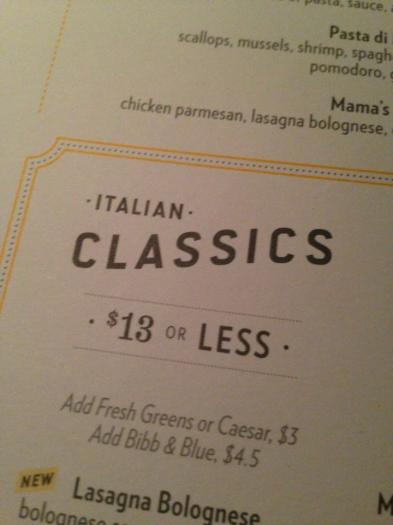 pasta, sauce,
Pasta di
scallops, mussels, shrimp, spagh
pomodoro,
Mama's
chicken parmesan, lasagna bolognese,
·ITALIAN·
CLASSICS
· $13 OR LESS ·
Add Fresh Greens or Caesar, $3
Add Bibb & Blue, $4.5
NEW Lasagna Bolognese
bolognese